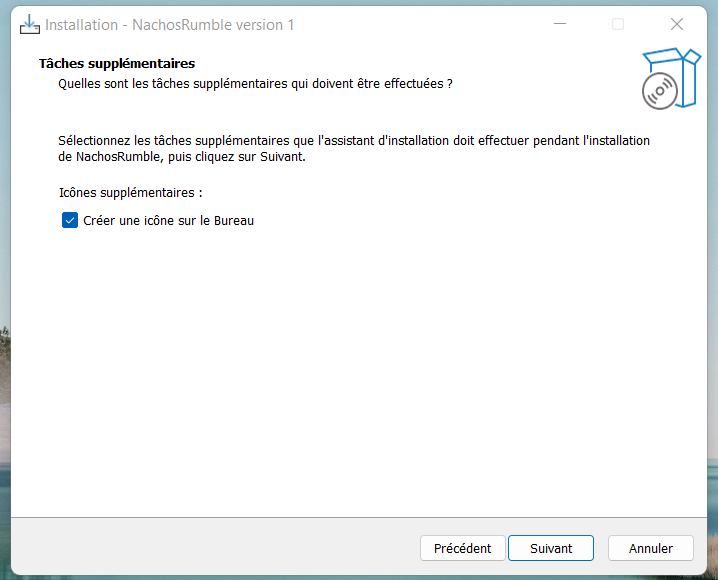 Installation - NachosRumble version 1
Tâches supplémentaires
Quelles sont les tâches supplémentaires qui doivent être effectuées ?
Sélectionnez les tâches supplémentaires que l'assistant d'installation doit effectuer pendant l'installation
de NachosRumble, puis cliquez sur Suivant.
Icônes supplémentaires :
Créer une icône sur le Bureau
Précédent
Suivant
Annuler